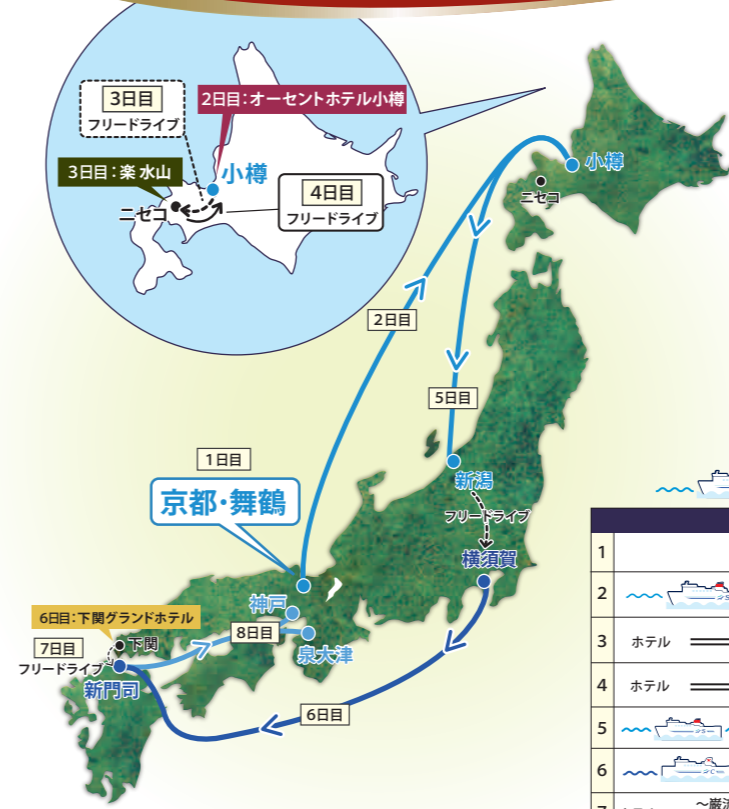 3日目
フリードライブ
2日目：オーセントホテル小樽
3日目：楽 水山
小樽
ニセコ
4日目
フリードライブ
小樽
ニセコ
2日目
5日目
1日目
京都・舞鶴
新潟
フリードライブ
横須賀
神戸
6日目：下関グランドホテル
8日目
泉大津
7日目
下関
フリードライブ
新門司
6日目
1
2
3 ホテル
4 ホテル
5
6
～巌流